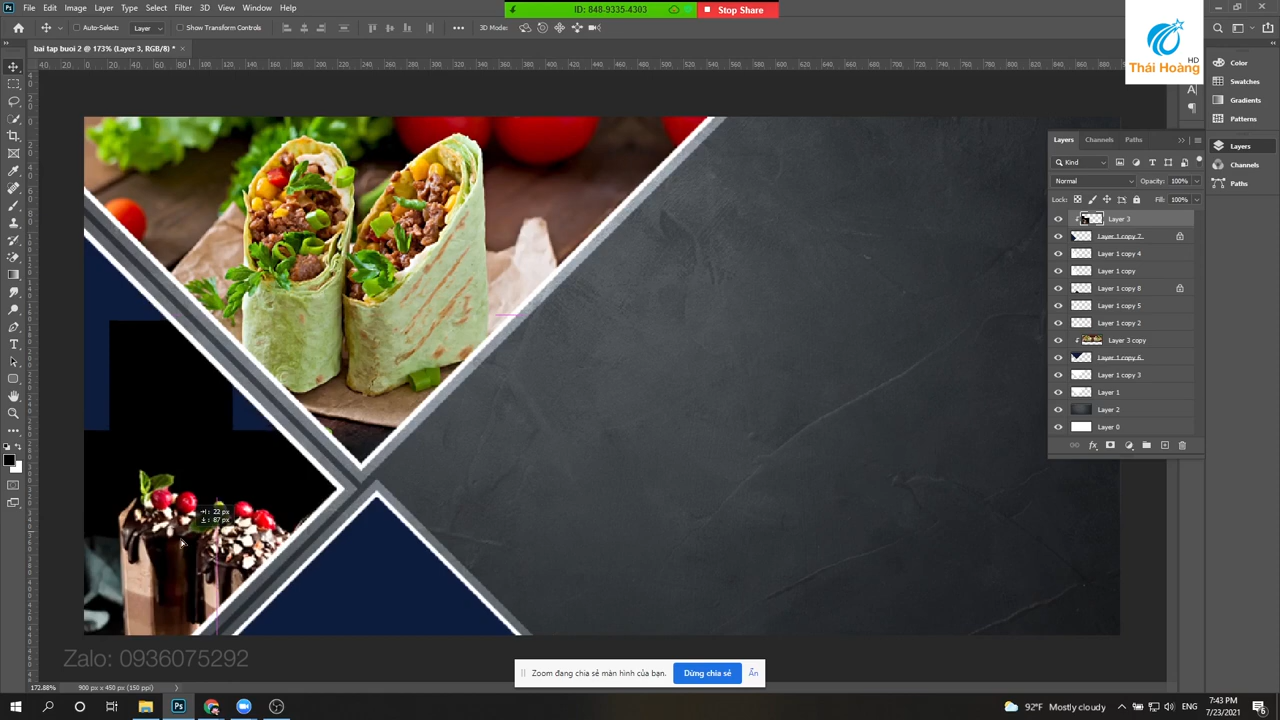 File Edit Image Layer Type Select Filter 3D View Window Help
ID: 848-9335-4303
Stop Share
Auto-Select: Layer
Show Transform Controls
3D Mode:
HD
Thái Hoàng
bai tap buoi 2 @ 173% (Layer 3, RGB/8) *
Color
Swatches
Gradients
Patterns
Layers
Channels
Paths
Layers Channels Paths
Kind
Normal
Opacity: 100%
Lock:
Fill: 100%
Layer 3
Layer 1 copy 7
Layer 1 copy 4
Layer 1 copy
Layer 1 copy 8
Layer 1 copy 5
Layer 1 copy 2
Layer 3 copy
Layer 1 copy 6
Layer 1 copy 3
Layer 1
Layer 2
Layer 0
fx
: 22 px
: 87 px
Zalo: 0936075292
Zoom đang chia sẻ màn hình của bạn.
Dừng chia sẻ
Ẩn
172.88%
900 px x 450 px (150 ppi)
92°F Mostly cloudy
ENG
7:43 PM
7/23/2021